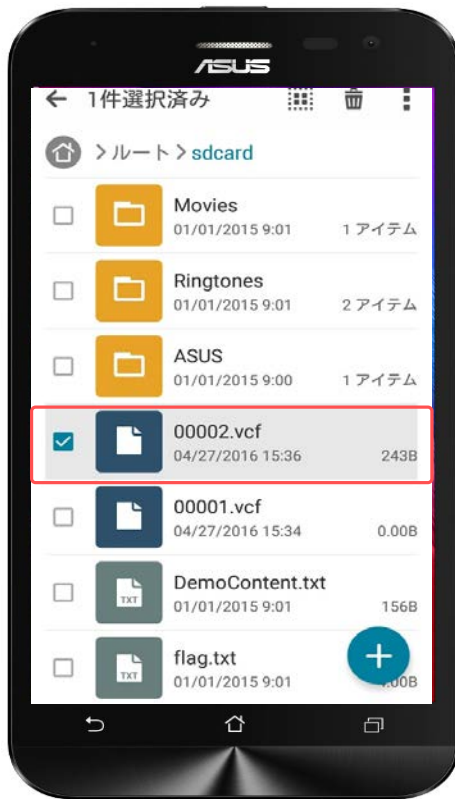 ASUS
1件選択済み
>ルート>sdcard
Movies
01/01/2015 9:01 1 アイテム
Ringtones
01/01/2015 9:01 2 アイテム
ASUS
01/01/2015 9:00 1 アイテム
00002.vcf
04/27/2016 15:36 243B
00001.vcf
04/27/2016 15:34 0.00B
DemoContent.txt
TXT
01/01/2015 9:01 156B
flag.txt
TXT
01/01/2015 9:01 .00B